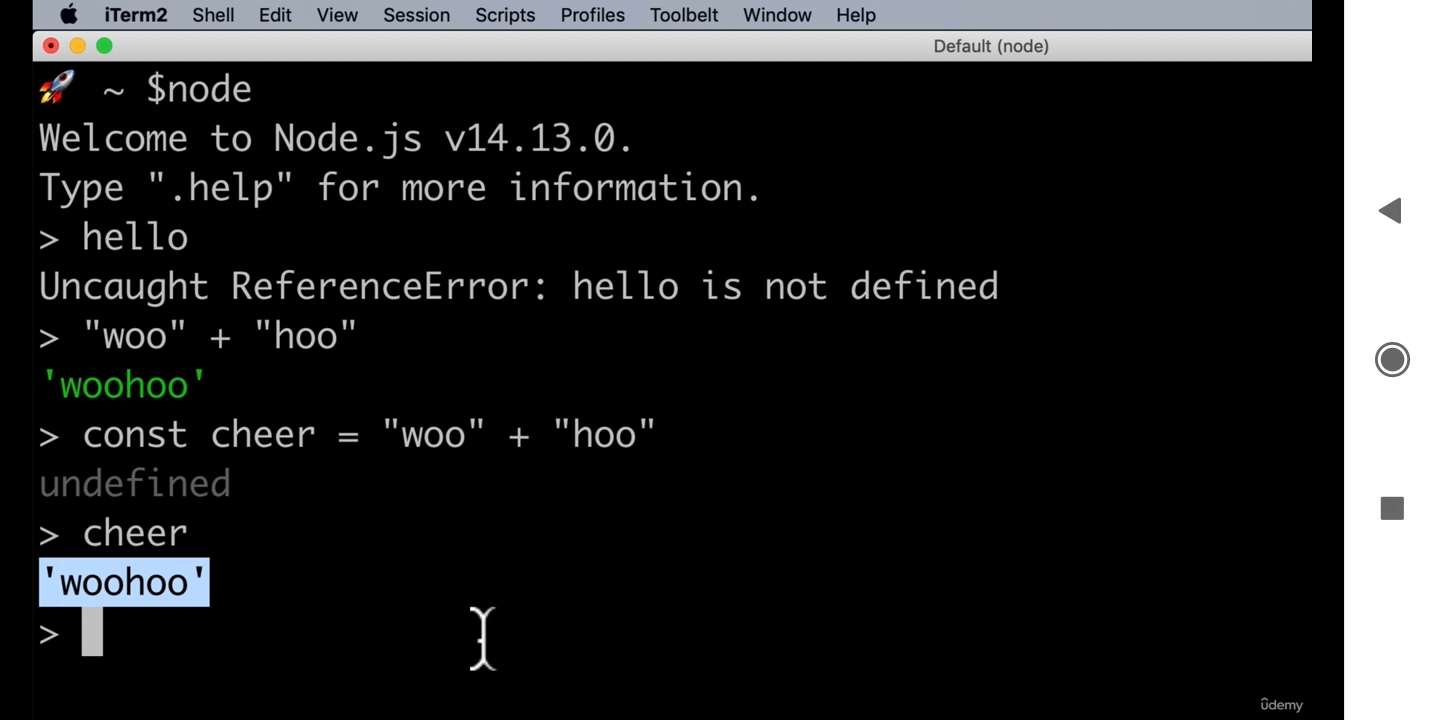 iTerm2 Shell Edit View Session Scripts Profiles Toolbelt Window Help
Default (node)
🚀 ~ $node
Welcome to Node.js v14.13.0.
Type ".help" for more information.
> hello
Uncaught ReferenceError: hello is not defined
> "woo" + "hoo"
'woohoo'
> const cheer = "woo" + "hoo"
undefined
> cheer
'woohoo'
>
ûdemy